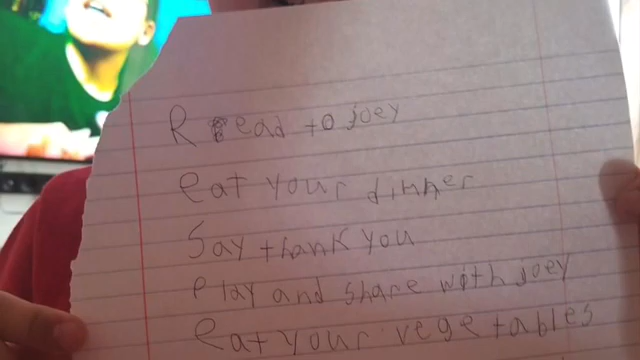 Read to joey
eat your dinner
Say thank you
Play and share with joey
eat your vegetables